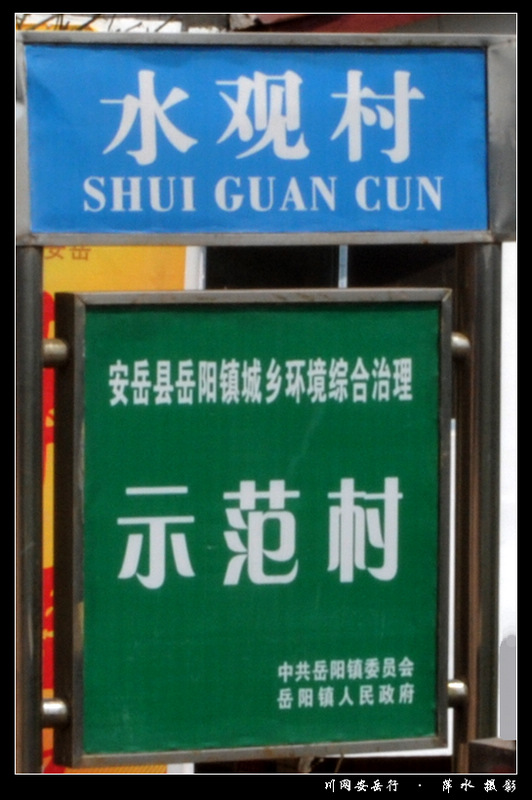 水观村
SHUI GUAN CUN
安岳
安岳县岳阳镇城乡环境综合治理
示范村
中共岳阳镇委员会
岳阳镇人民政府
川网安岳行 · 萍水摄影